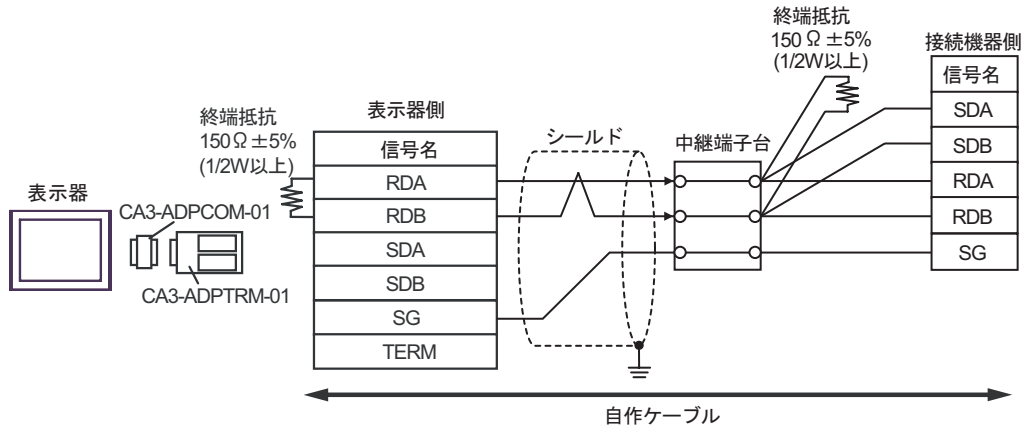 終端抵抗
150 Ω ±5%
(1/2W以上)
接続機器側
信号名
SDA
SDB
RDA
RDB
SG
中継端子台
シールド
表示器側
信号名
RDA
RDB
SDA
SDB
SG
TERM
終端抵抗
150Ω ±5%
(1/2W以上)
表示器
CA3-ADPCOM-01
CA3-ADPTRM-01
自作ケーブル